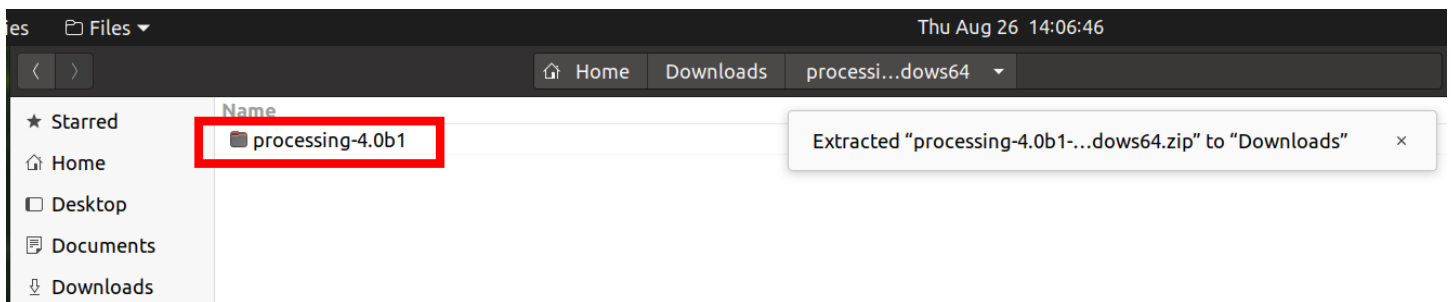 ies Files Thu Aug 26 14:06:46
Home Downloads processi...dows64
Name
Starred
processing-4.0b1
Extracted “processing-4.0b1-...dows64.zip” to “Downloads” ×
Home
Desktop
Documents
Downloads